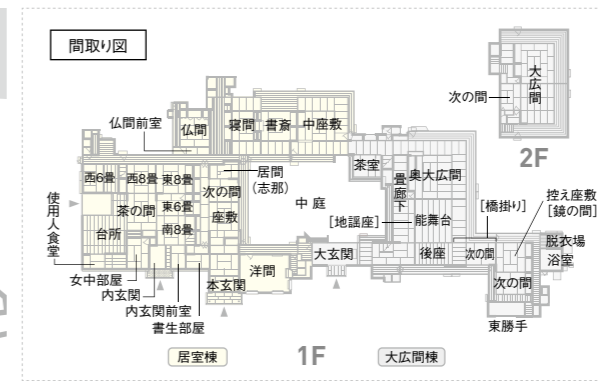 間取り図
大広間
次の間
2F
仏間前室
仏間
寝間
書斎
中座敷
居間
(志那)
茶室
畳廊下
奥大広間
[橋掛り]
控え座敷
[鏡の間]
西6畳
西8畳
東8畳
次の間
中庭
[地謡座]
能舞台
使用人食堂
茶の間
東6畳
座敷
脱衣場
浴室
台所
南8畳
大玄関
後座
次の間
次の間
女中部屋
内玄関
内玄関前室
書生部屋
本玄関
洋間
東勝手
居室棟
1F
大広間棟